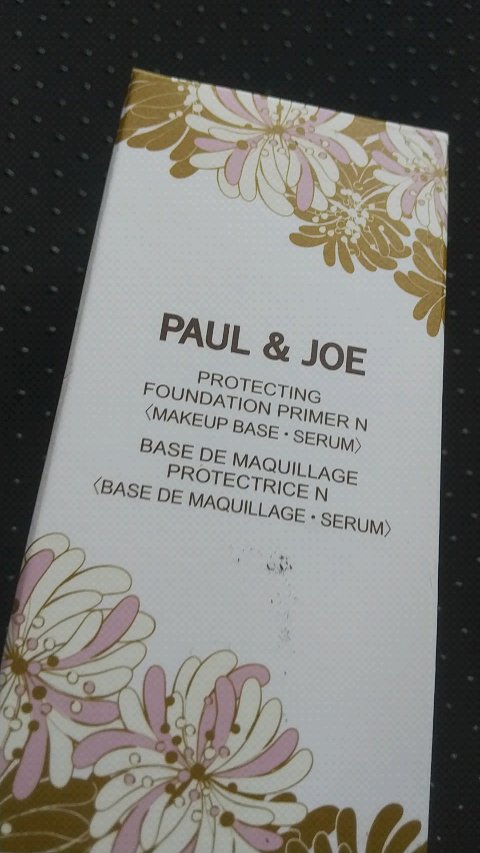 PAUL & JOE
PROTECTING
FOUNDATION PRIMER N
〈MAKEUP BASE・SERUM〉
BASE DE MAQUILLAGE
PROTECTRICE N
〈BASE DE MAQUILLAGE・SERUM〉